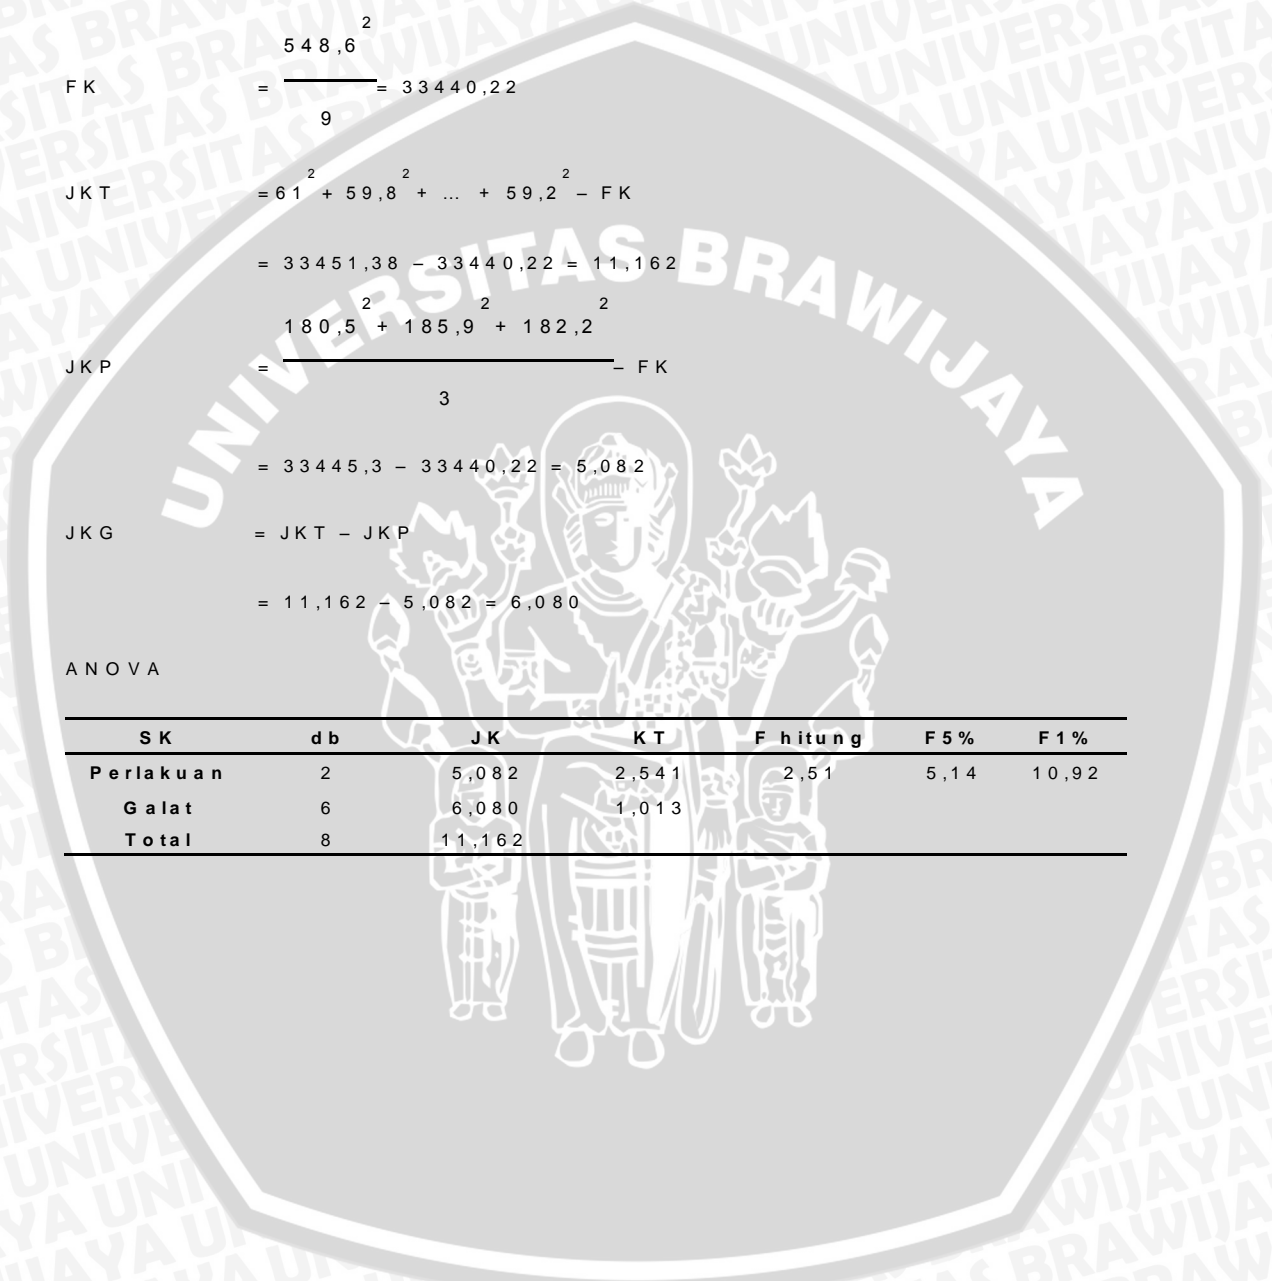 548,6²
FK = = 33440,22
9
JKT =61² + 59,8² + ... + 59,2² – FK
= 33451,38 – 33440,22 = 11,162
180,5² + 185,9² + 182,2²
JKP = – FK
3
= 33445,3 – 33440,22 = 5,082
JKG = JKT – JKP
= 11,162 – 5,082 = 6,080
ANOVA
SK db JK KT F hitung F5% F1%
Perlakuan 2 5,082 2,541 2,51 5,14 10,92
Galat 6 6,080 1,013
Total 8 11,162
UNIVERSITAS BRAWIJAYA